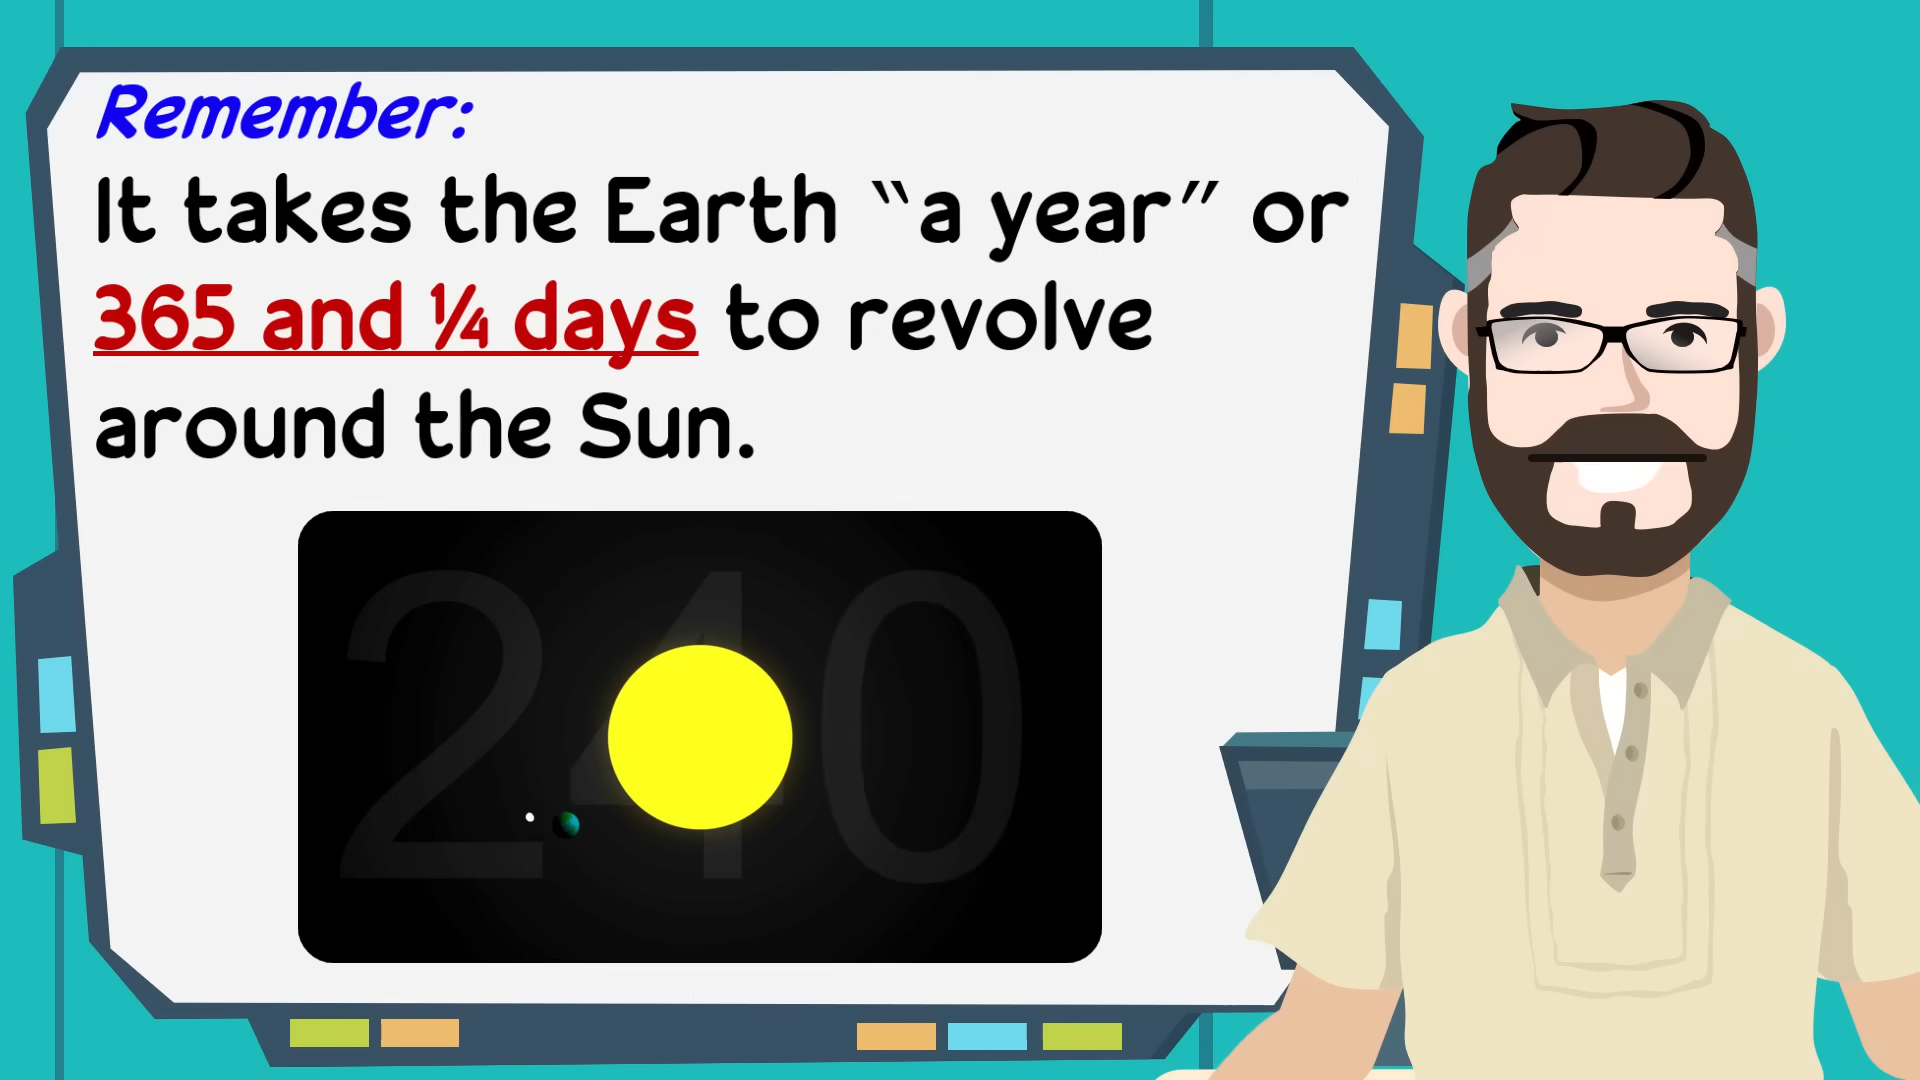 Remember:
It takes the Earth “a year” or
365 and ¼ days to revolve
around the Sun.
240